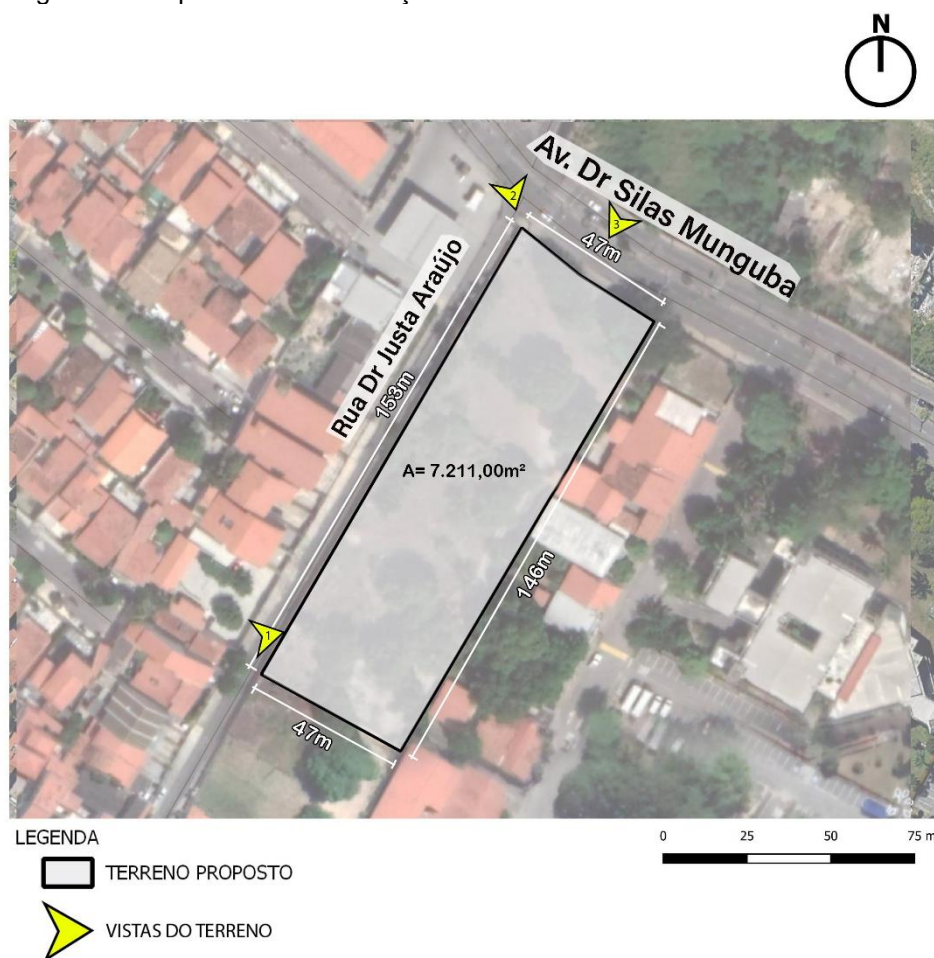 N
Av. Dr Silas Munguba
2
3
47m
Rua Dr Justa Araújo
153m
A= 7.211,00m²
146m
1
47m
LEGENDA
TERRENO PROPOSTO
VISTAS DO TERRENO
0 25 50 75 m